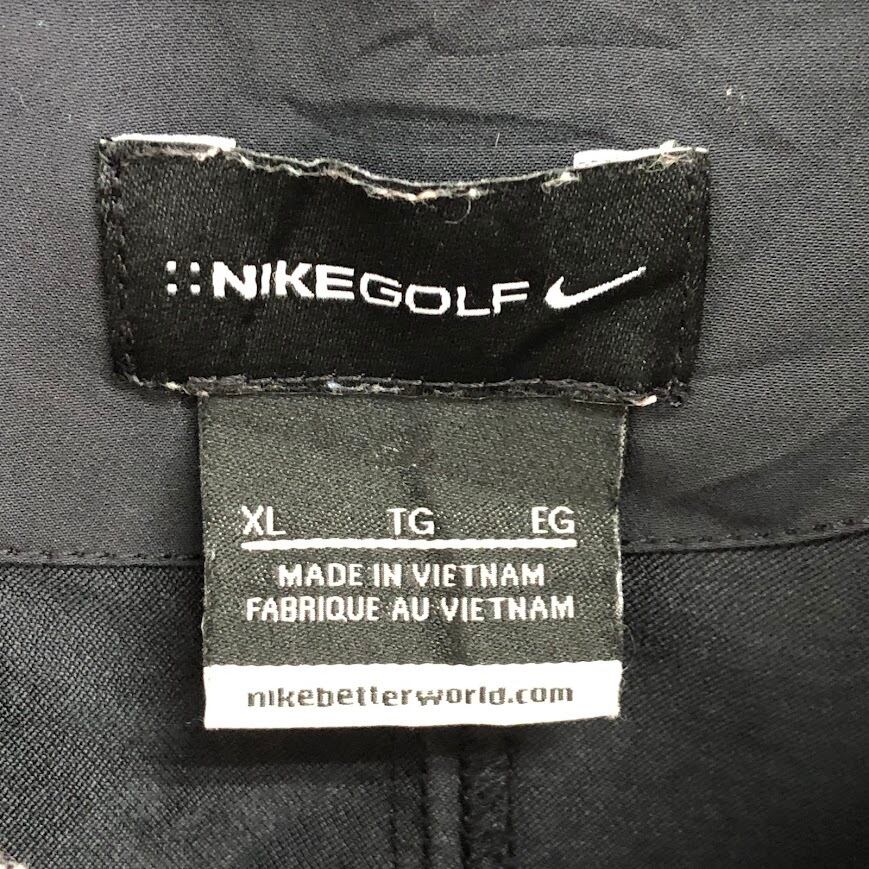 ::NIKEGOLF
XL TG EG
MADE IN VIETNAM
FABRIQUE AU VIETNAM
nikebetterworld.com